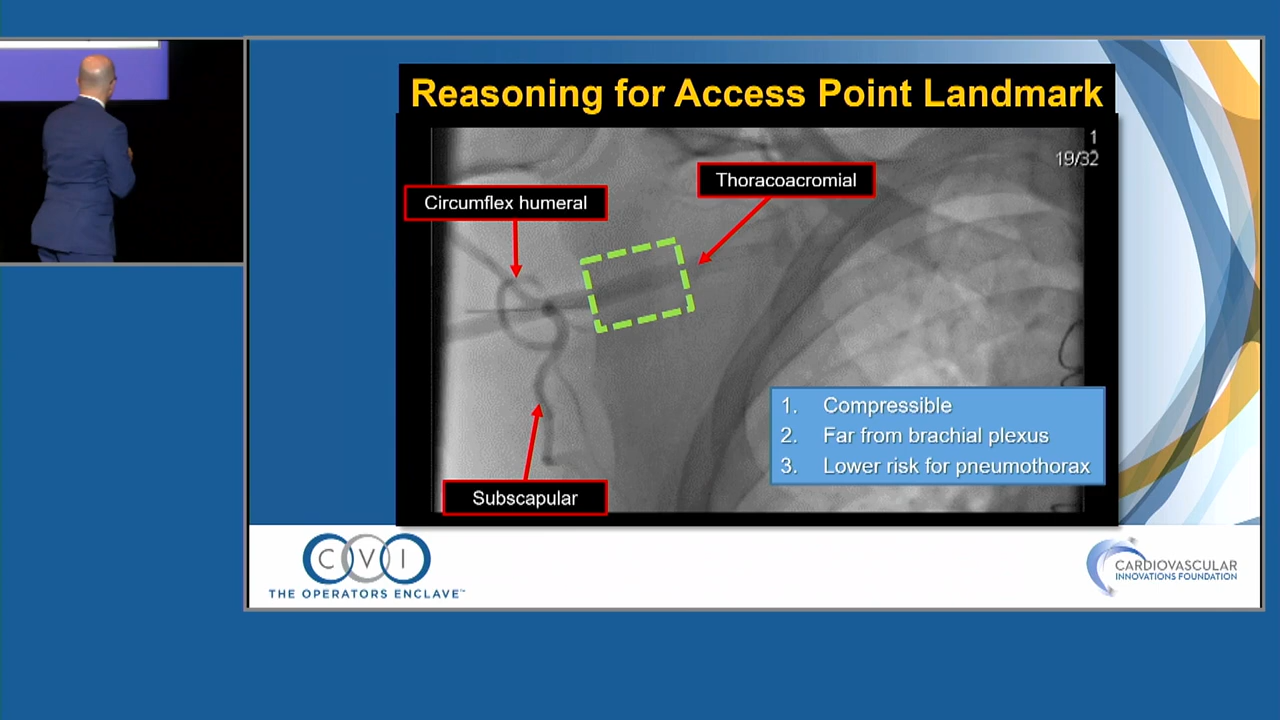 Reasoning for Access Point Landmark
1
19/32
Thoracoacromial
Circumflex humeral
1. Compressible
2. Far from brachial plexus
3. Lower risk for pneumothorax
Subscapular
CVI
THE OPERATORS ENCLAVE™
CARDIOVASCULAR
INNOVATIONS FOUNDATION